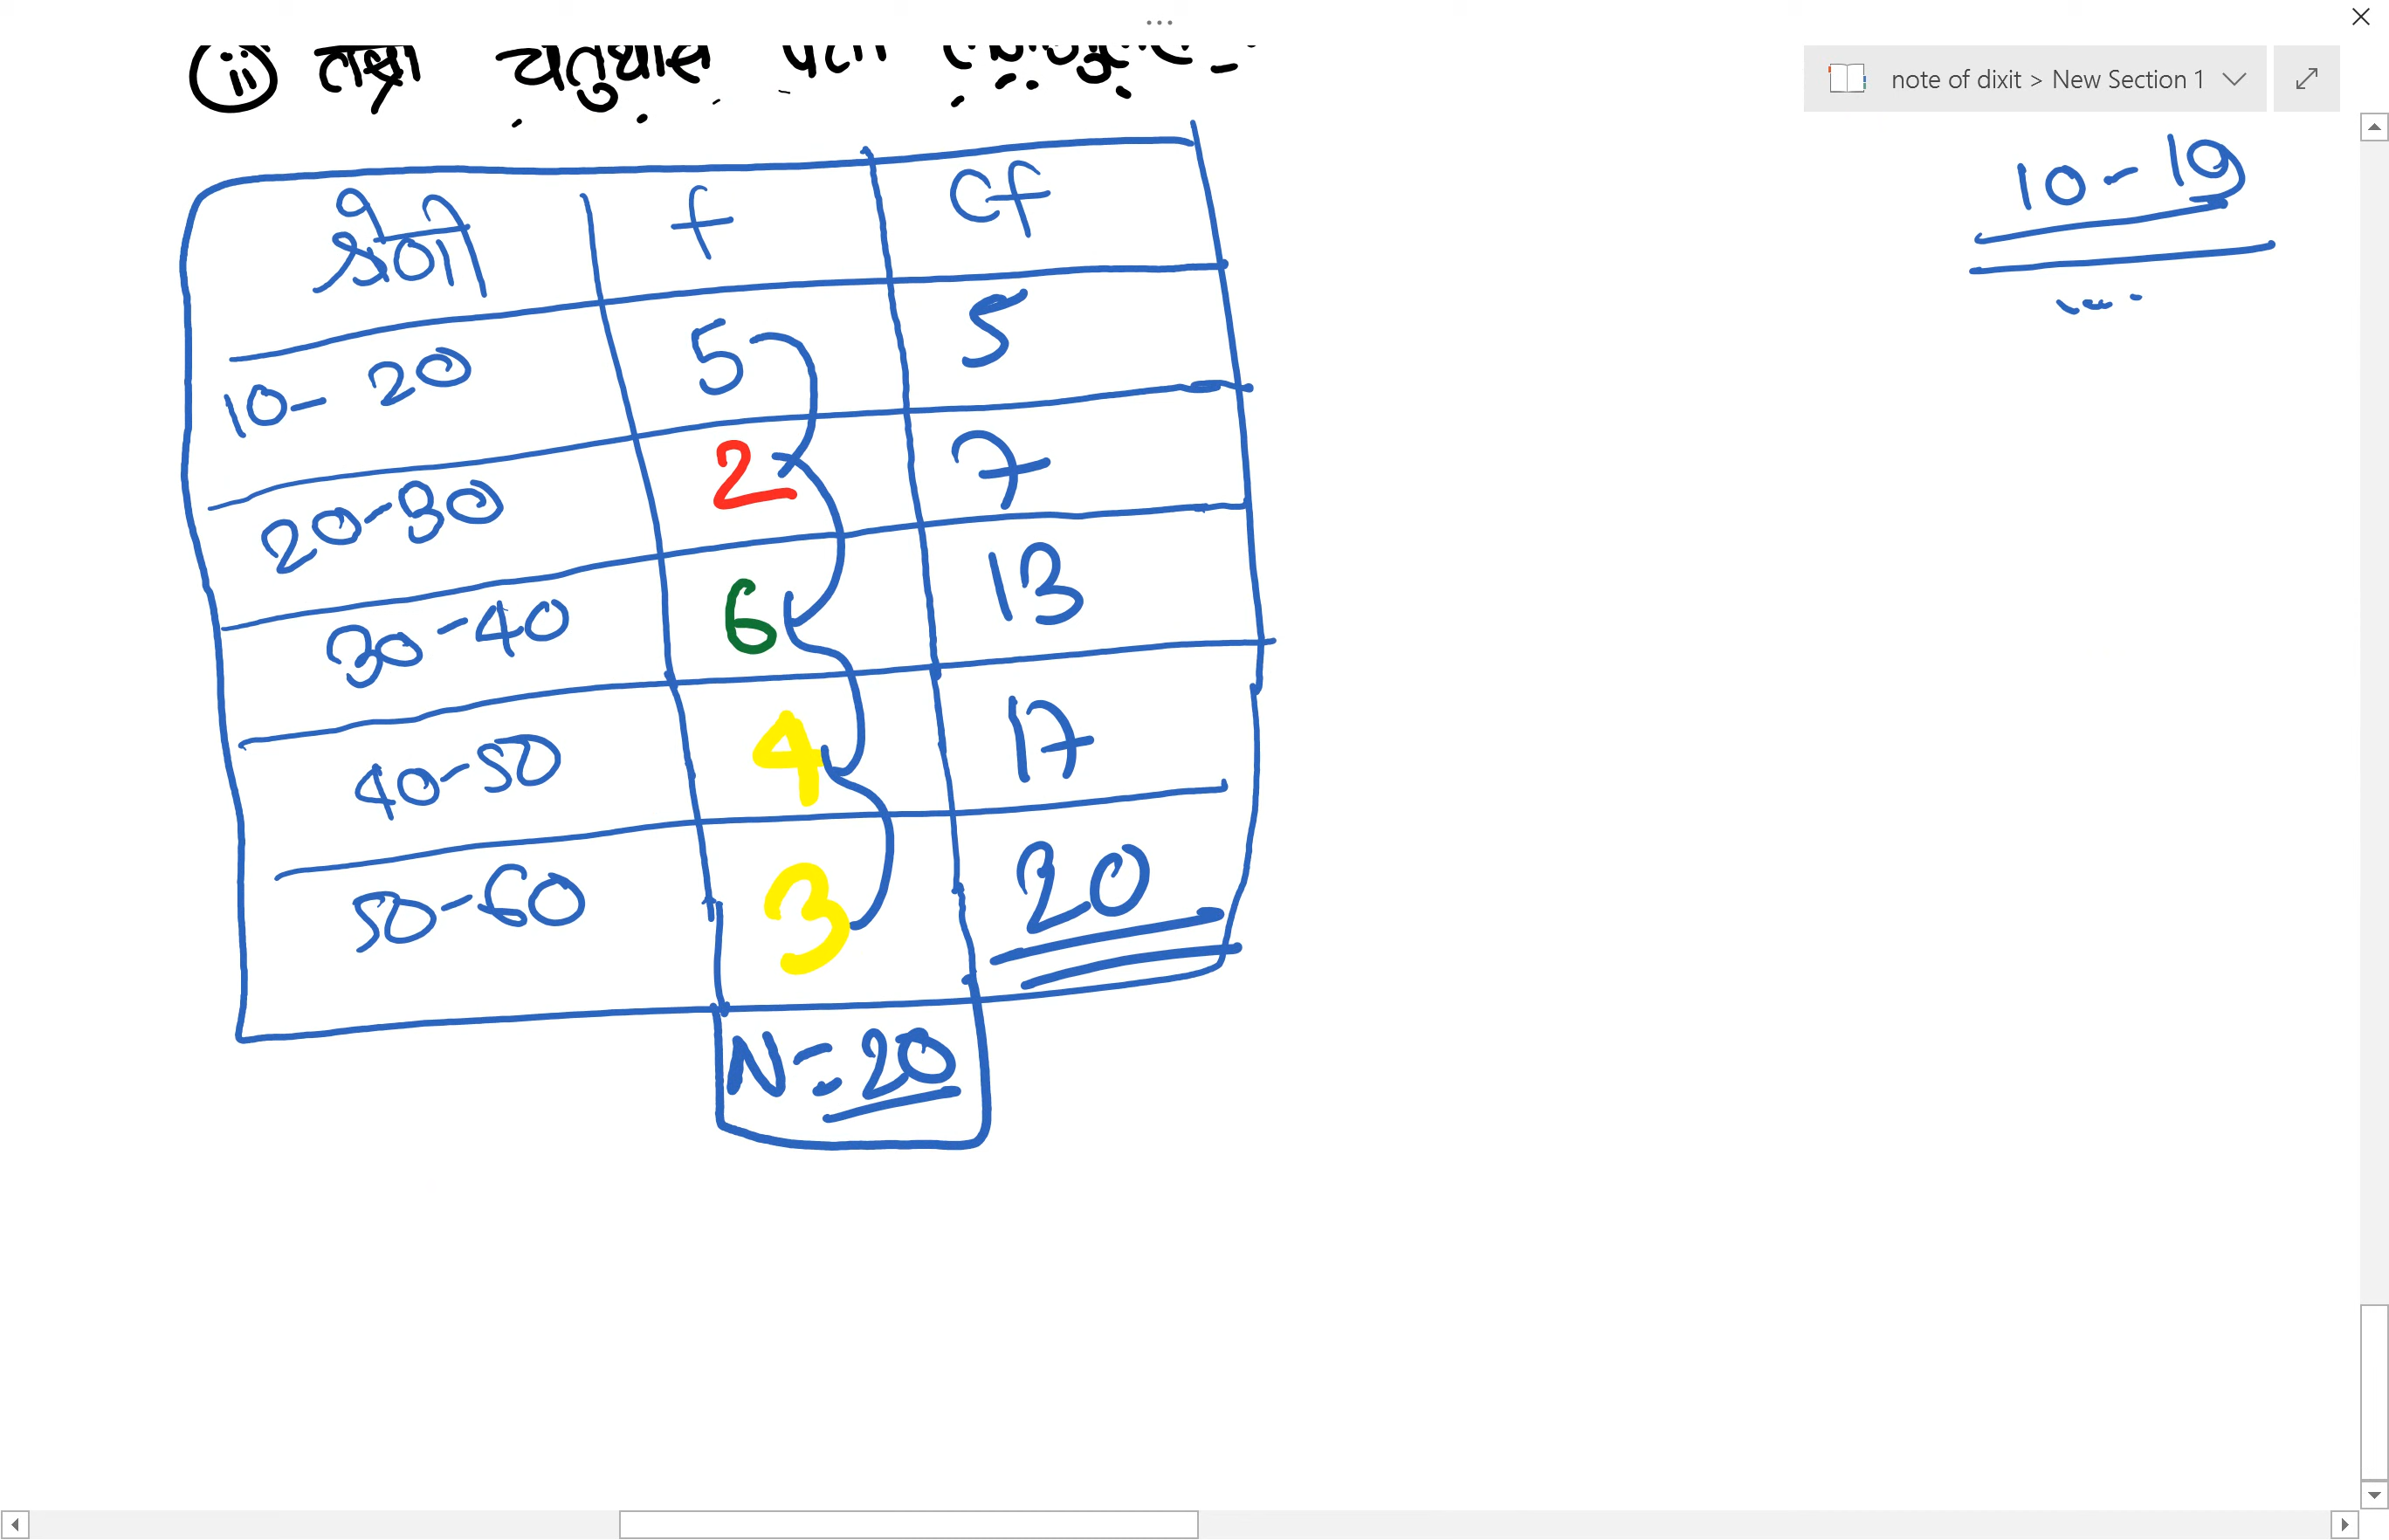 ...
note of dixit > New Section 1
(ii)
10-19
श्रेणी f cf
10-20 5 5
20-30 2 7
30-40 6 13
40-50 4 17
50-60 3 20
N=20